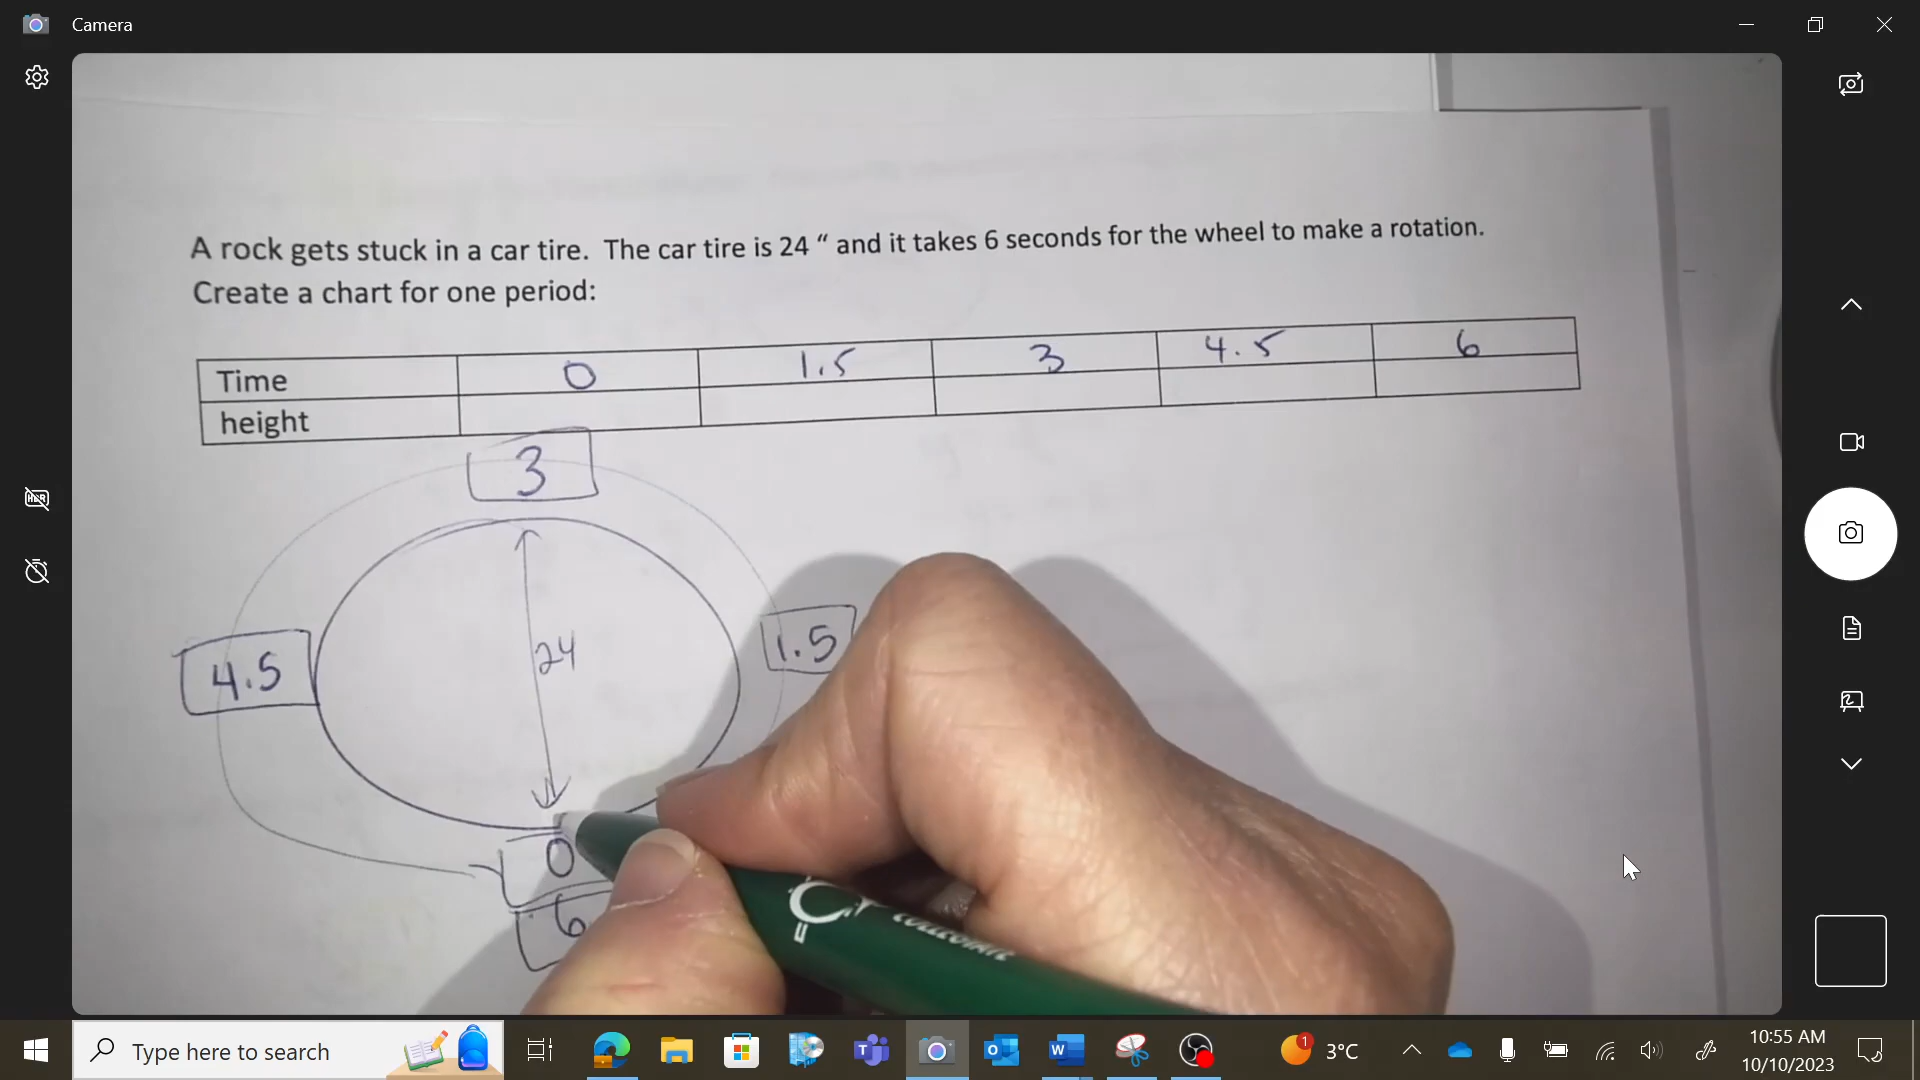 Camera
A rock gets stuck in a car tire. The car tire is 24 “ and it takes 6 seconds for the wheel to make a rotation.
Create a chart for one period:
Time 0 1.5 3 4.5 6
height
3
24
4.5 1.5
0
6
Type here to search
1 3°C
10:55 AM
10/10/2023